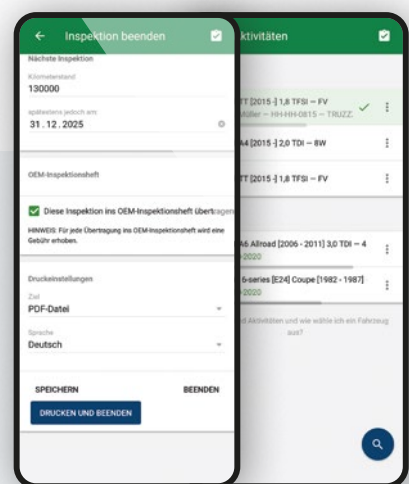 Inspektion beenden
Nächste Inspektion
Kilometerstand
130000
spätestens jedoch am:
31.12.2025
OEM-Inspektionsheft
Diese Inspektion ins OEM-Inspektionsheft übertragen
HINWEIS: Für jede Übertragung ins OEM-Inspektionsheft wird eine
Gebühr erhoben.
Druckeinstellungen
Ziel
PDF-Datei
Sprache
Deutsch
SPEICHERN BEENDEN
DRUCKEN UND BEENDEN
ktivitäten
TT [2015 -] 1,8 TFSI – FV
Müller – HH-HH-0815 – TRUZZ
A4 [2015 -] 2,0 TDI – 8W
TT [2015 -] 1,8 TFSI – FV
A6 Allroad [2006 - 2011] 3,0 TDI – 4
2020
6-series [E24] Coupe [1982 - 1987]
2020
d Aktivitäten und wie wähle ich ein Fahrzeug
aus?